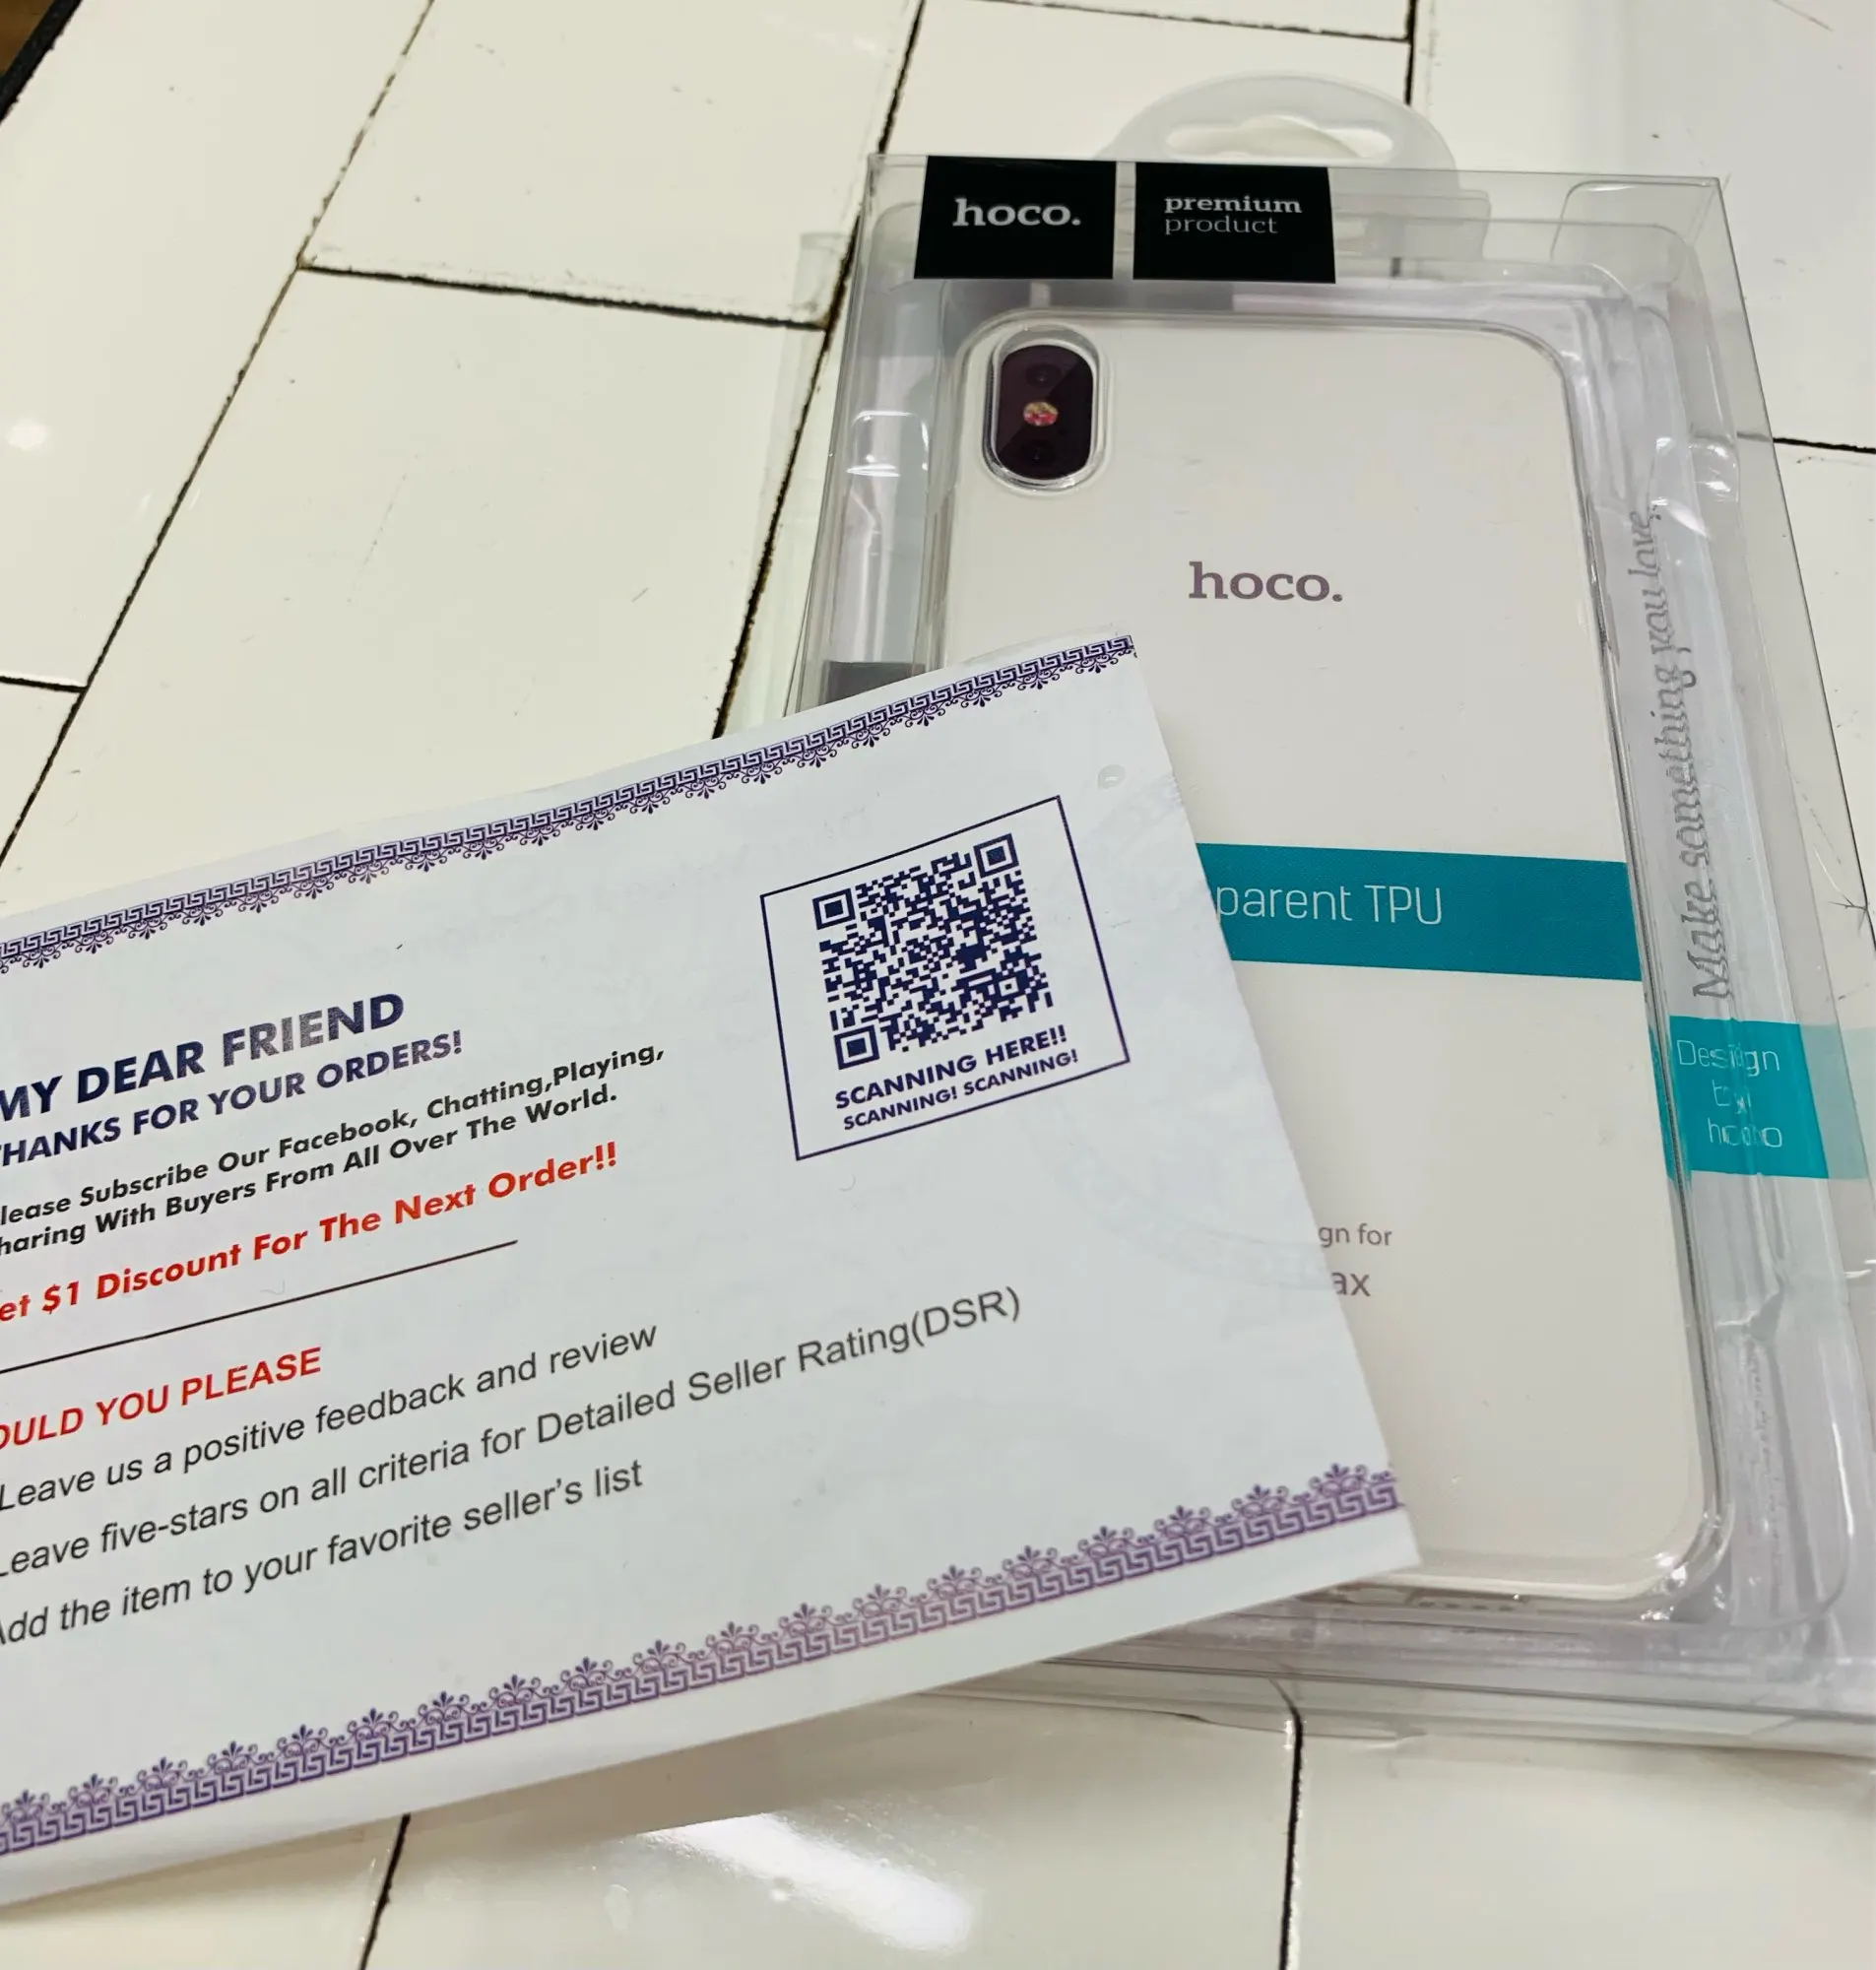 hoco.
premium
product
hoco.
parent TPU
Make something you love.
Design
by
hoco
gn for
ax
MY DEAR FRIEND
THANKS FOR YOUR ORDERS!
lease Subscribe Our Facebook, Chatting,Playing,
haring With Buyers From All Over The World.
et $1 Discount For The Next Order!!
SCANNING HERE!!
SCANNING! SCANNING!
OULD YOU PLEASE
Leave us a positive feedback and review
Leave five-stars on all criteria for Detailed Seller Rating(DSR)
Add the item to your favorite seller's list